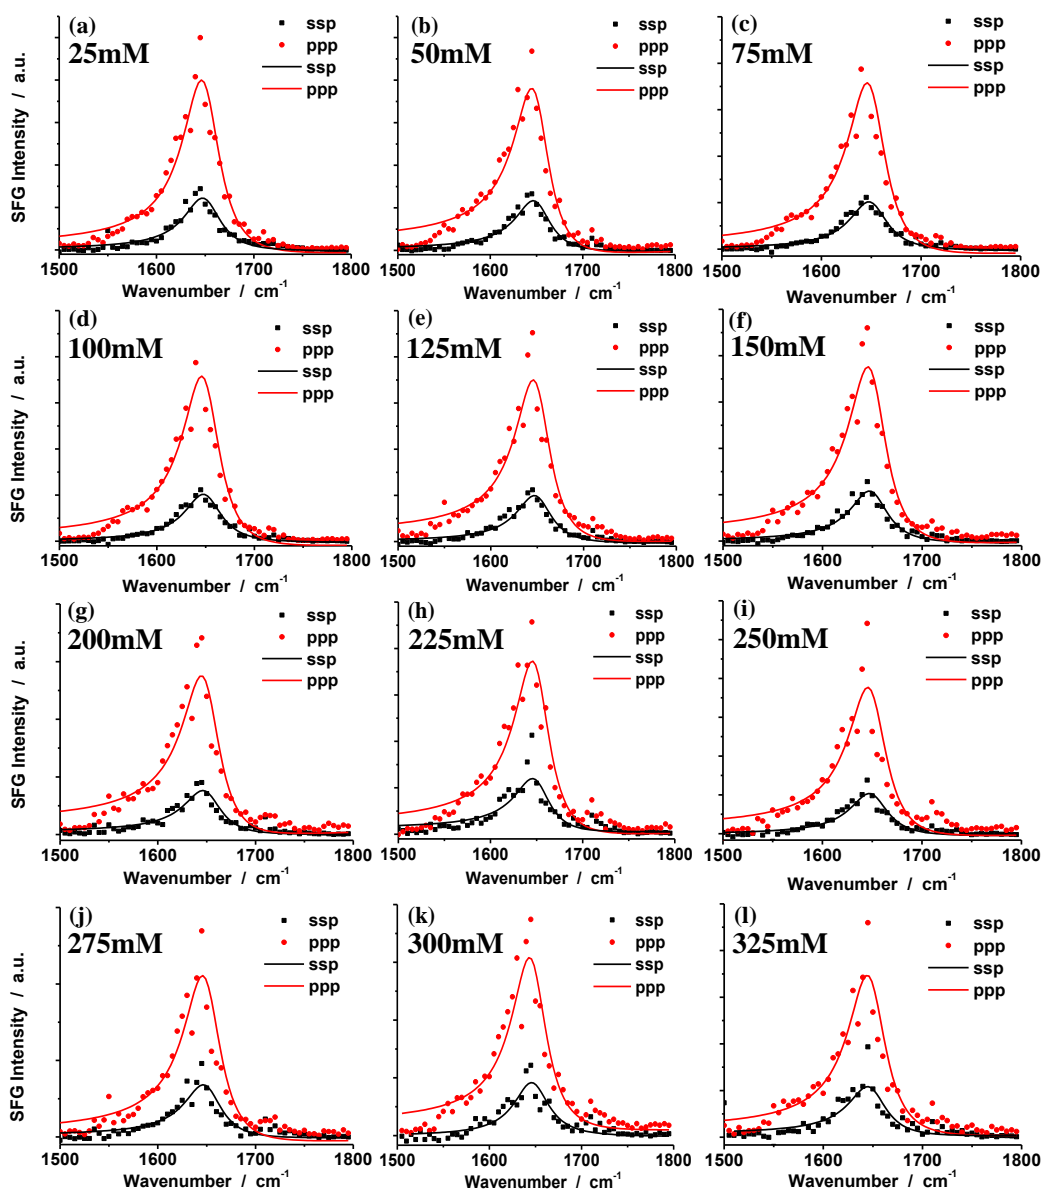 (a)
25mM
ssp
ppp
ssp
ppp
SFG Intensity / a.u.
1500 1600 1700 1800
Wavenumber / cm-1
(b)
50mM
ssp
ppp
ssp
ppp
1500 1600 1700 1800
Wavenumber / cm-1
(c)
75mM
ssp
ppp
ssp
ppp
1500 1600 1700 1800
Wavenumber / cm-1
(d)
100mM
ssp
ppp
ssp
ppp
SFG Intensity / a.u.
1500 1600 1700 1800
Wavenumber / cm-1
(e)
125mM
ssp
ppp
ssp
ppp
1500 1600 1700 1800
Wavenumber / cm-1
(f)
150mM
ssp
ppp
ssp
ppp
1500 1600 1700 1800
Wavenumber / cm-1
(g)
200mM
ssp
ppp
ssp
ppp
SFG Intensity / a.u.
1500 1600 1700 1800
Wavenumber / cm-1
(h)
225mM
ssp
ppp
ssp
ppp
1500 1600 1700 1800
Wavenumber / cm-1
(i)
250mM
ssp
ppp
ssp
ppp
1500 1600 1700 1800
Wavenumber / cm-1
(j)
275mM
ssp
ppp
ssp
ppp
SFG Intensity / a.u.
1500 1600 1700 1800
Wavenumber / cm-1
(k)
300mM
ssp
ppp
ssp
ppp
1500 1600 1700 1800
Wavenumber / cm-1
(l)
325mM
ssp
ppp
ssp
ppp
1500 1600 1700 1800
Wavenumber / cm-1